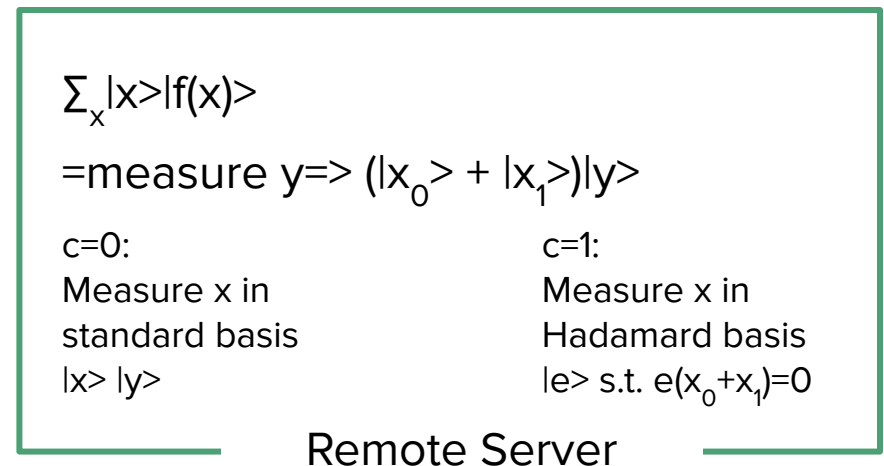 ∑ₓ|x>|f(x)>
=measure y=> (|x₀> + |x₁>)|y>
c=0:
Measure x in
standard basis
|x> |y>
c=1:
Measure x in
Hadamard basis
|e> s.t. e(x₀+x₁)=0
Remote Server